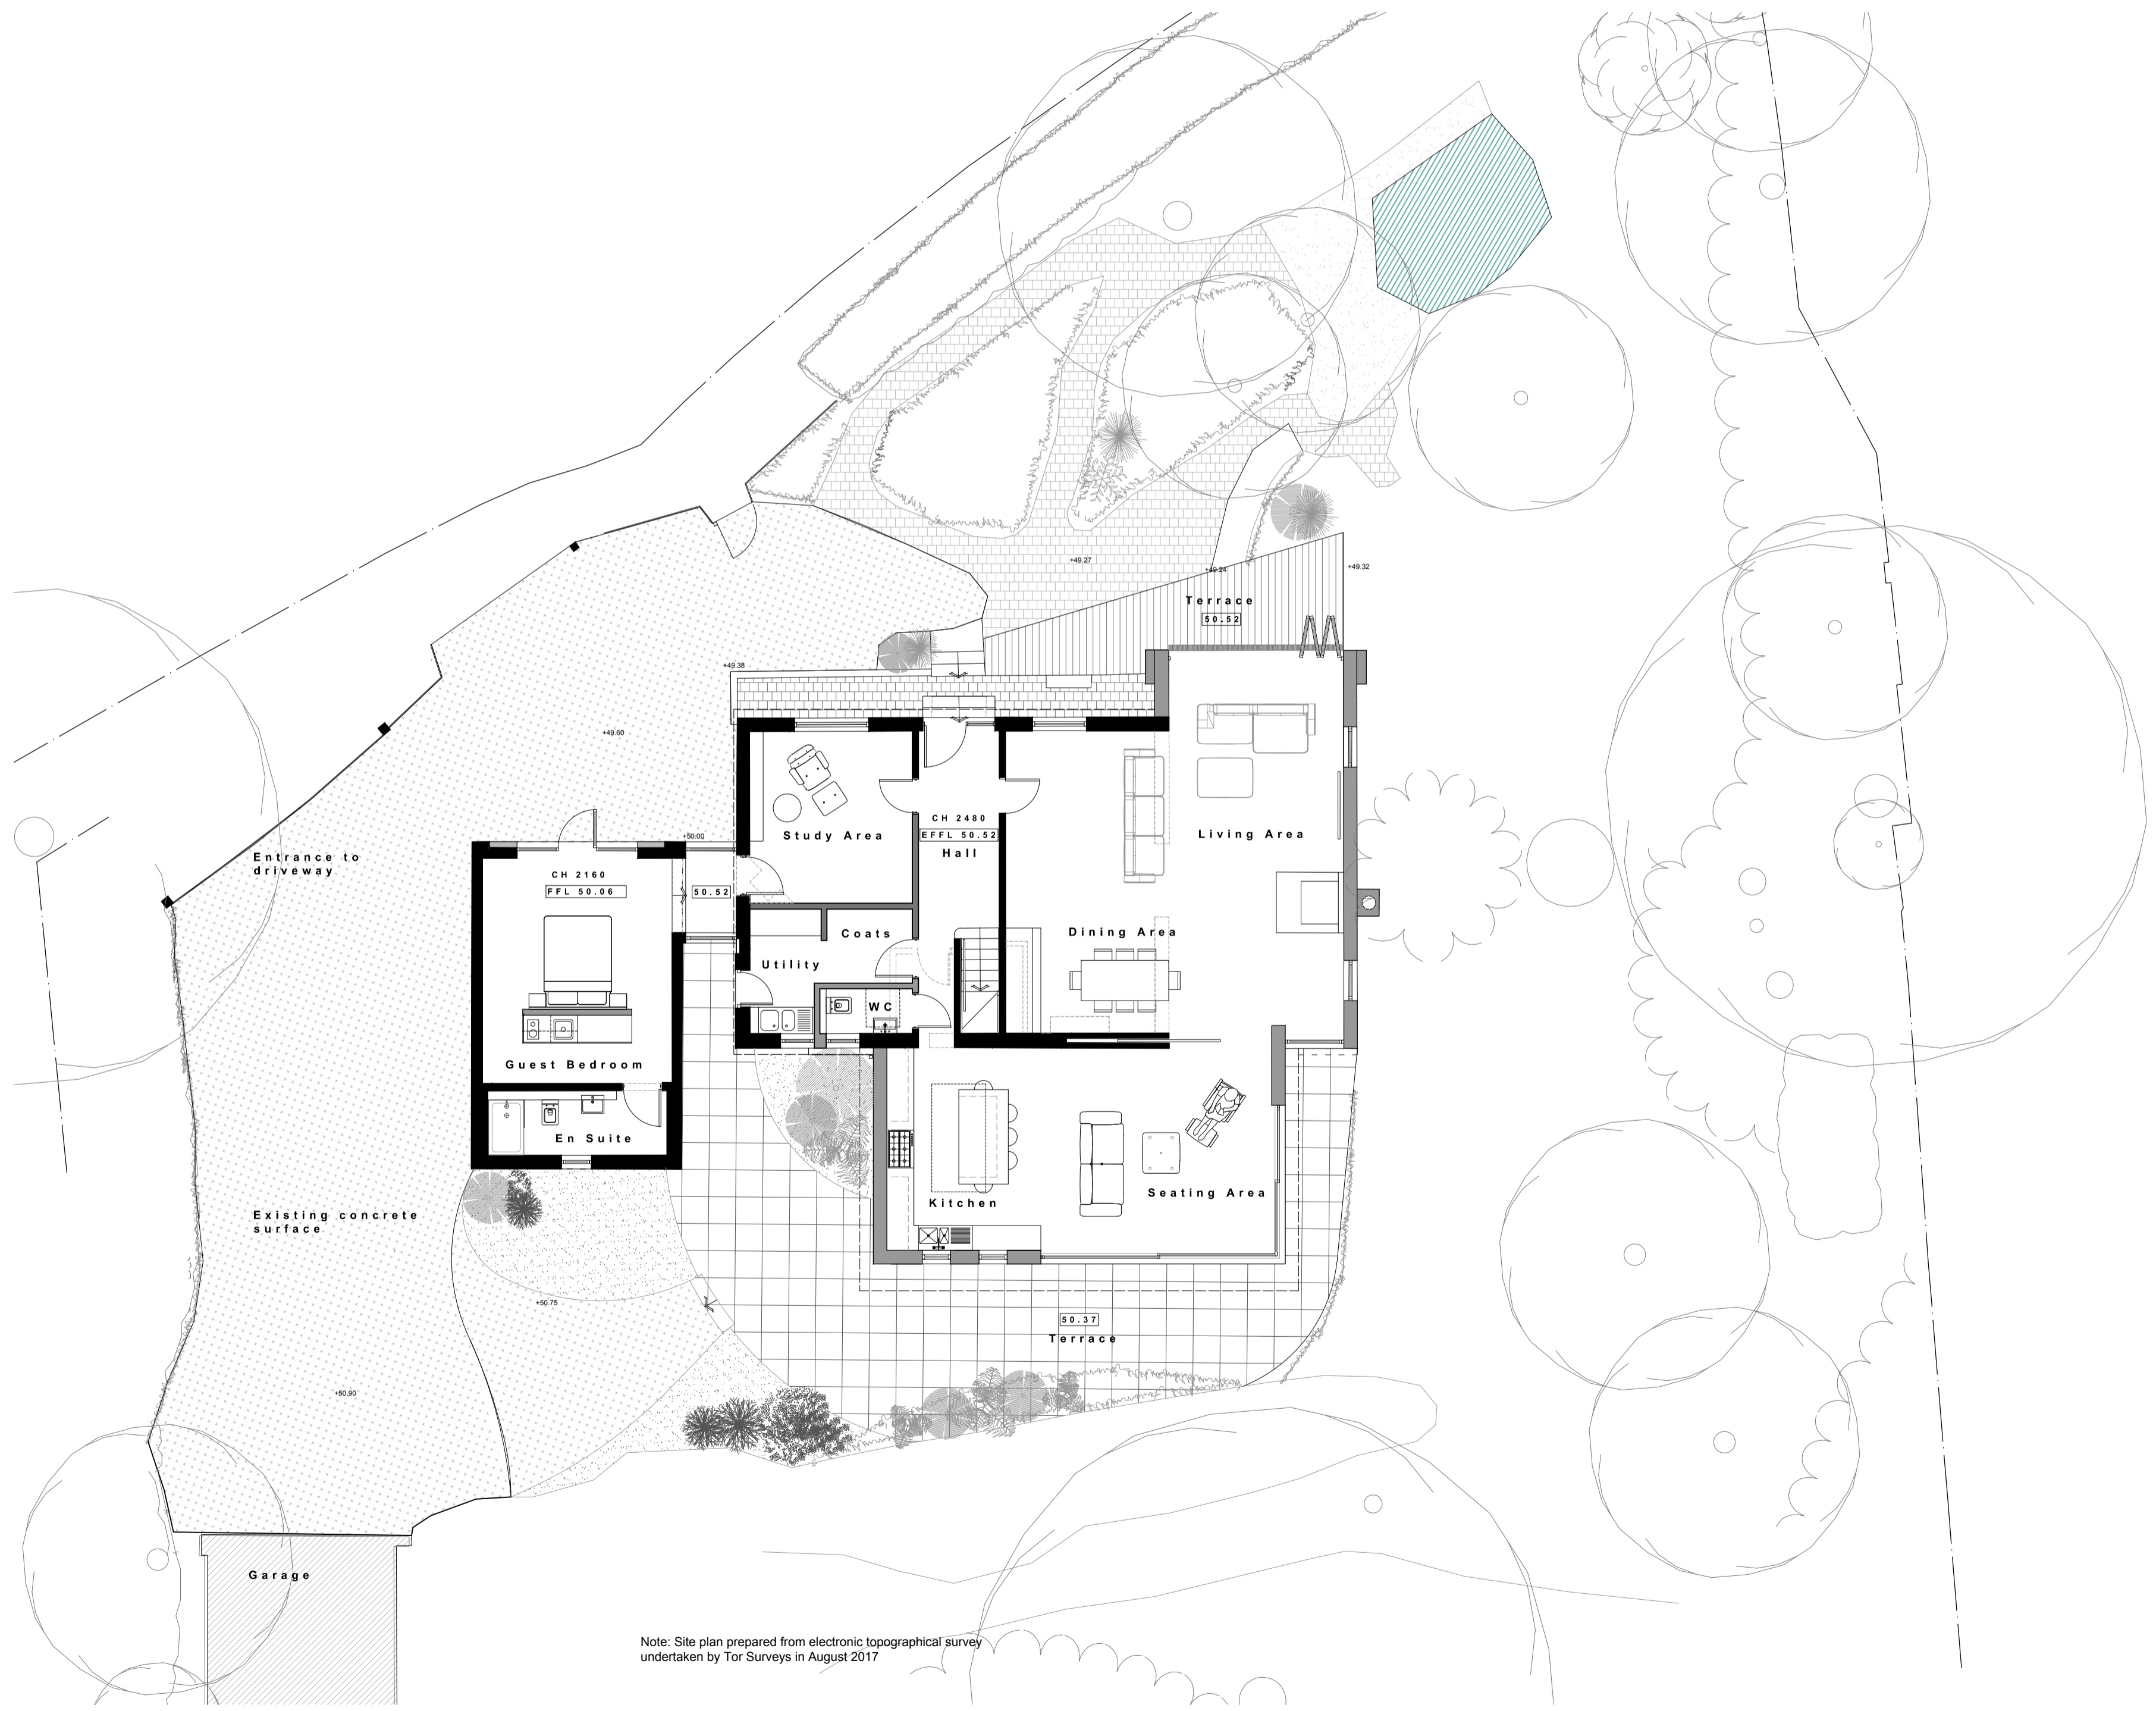 +49.27
+49.24
+49.32
Terrace
50.52
+49.38
+49.60
+50.00
Study Area
CH 2480
EFFL 50.52
Hall
Living Area
Entrance to
driveway
CH 2160
FFL 50.06
50.52
Coats
Dining Area
Utility
WC
Guest Bedroom
En Suite
Kitchen
Seating Area
Existing concrete
surface
+50.75
50.37
Terrace
+50.90
Garage
Note: Site plan prepared from electronic topographical survey
undertaken by Tor Surveys in August 2017